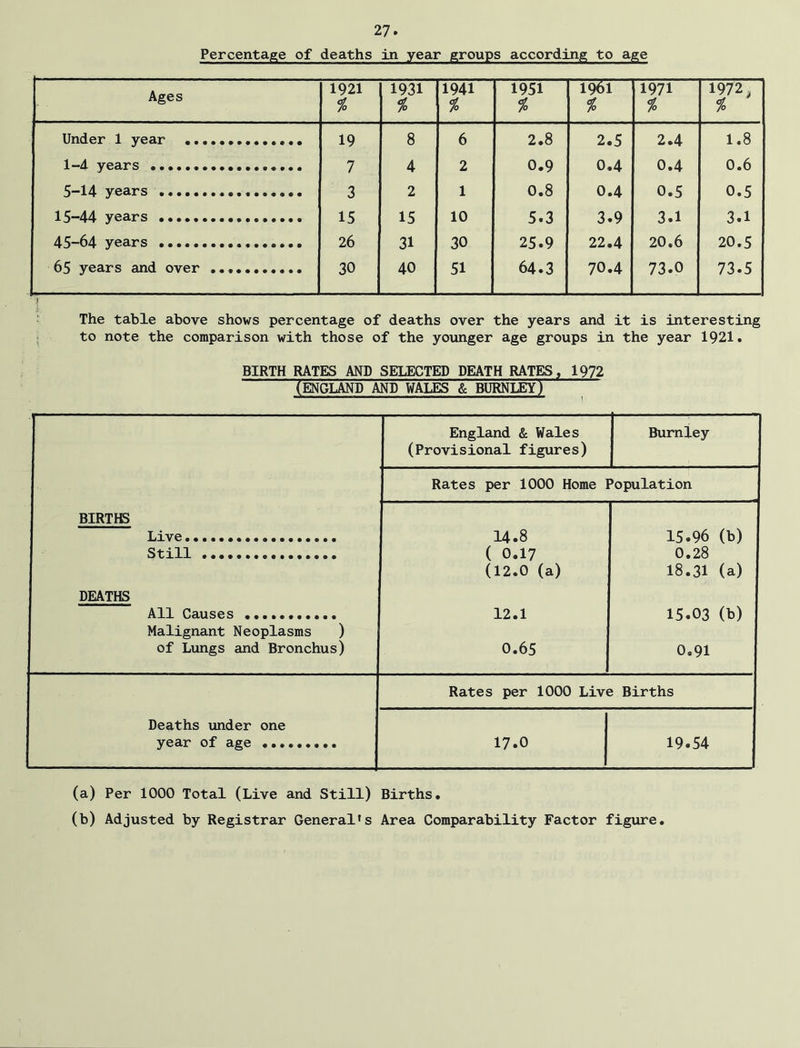 27.
Percentage of deaths in year groups according to age
Ages 1921 % 1931 % 1941 % 1951 % 1961 % 1971 % 1972, %
Under 1 year .............. 19 8 6 2.8 2.5 2.4 1.8
1-4 years .................. 7 4 2 0.9 0.4 0.4 0.6
5-14 years ................. 3 2 1 0.8 0.4 0.5 0.5
15-44 years ................. 15 15 10 5.3 3.9 3.1 3.1
45-64 years ................. 26 31 30 25.9 22.4 20.6 20.5
65 years and over ........... 30 40 51 64.3 70.4 73.0 73.5
The table above shows percentage of deaths over the years and it is interesting
to note the comparison with those of the younger age groups in the year 1921.
BIRTH RATES AND SELECTED DEATH RATES, 1972
(ENGLAND AND WALES & BURNLEY)
England & Wales Burnley
(Provisional figures)
Rates per 1000 Home Population
BIRTHS
Live.................. 14.8 15.96 (b)
Still ................ ( 0.17 0.28
(12.0 (a) 18.31 (a)
DEATHS
All Causes ........... 12.1 15.03 (b)
Malignant Neoplasms )
of Lungs and Bronchus) 0.65 0.91
Rates per 1000 Live Births
Deaths under one
year of age ......... 17.0 19.54
(a) Per 1000 Total (Live and Still) Births.
(b) Adjusted by Registrar General's Area Comparability Factor figure.